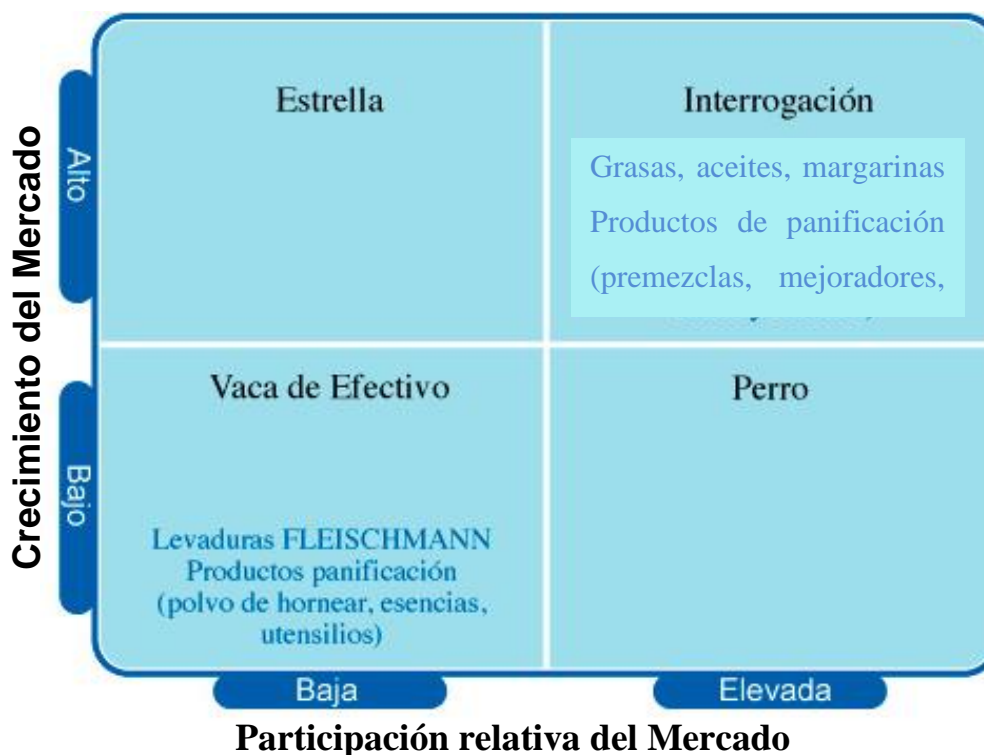 Crecimiento del Mercado
Alto
Bajo
Estrella
Interrogación
Grasas, aceites, margarinas
Productos de panificación
(premezclas, mejoradores,
Vaca de Efectivo
Perro
Levaduras FLEISCHMANN
Productos panificación
(polvo de hornear, esencias,
utensilios)
Baja
Elevada
Participación relativa del Mercado